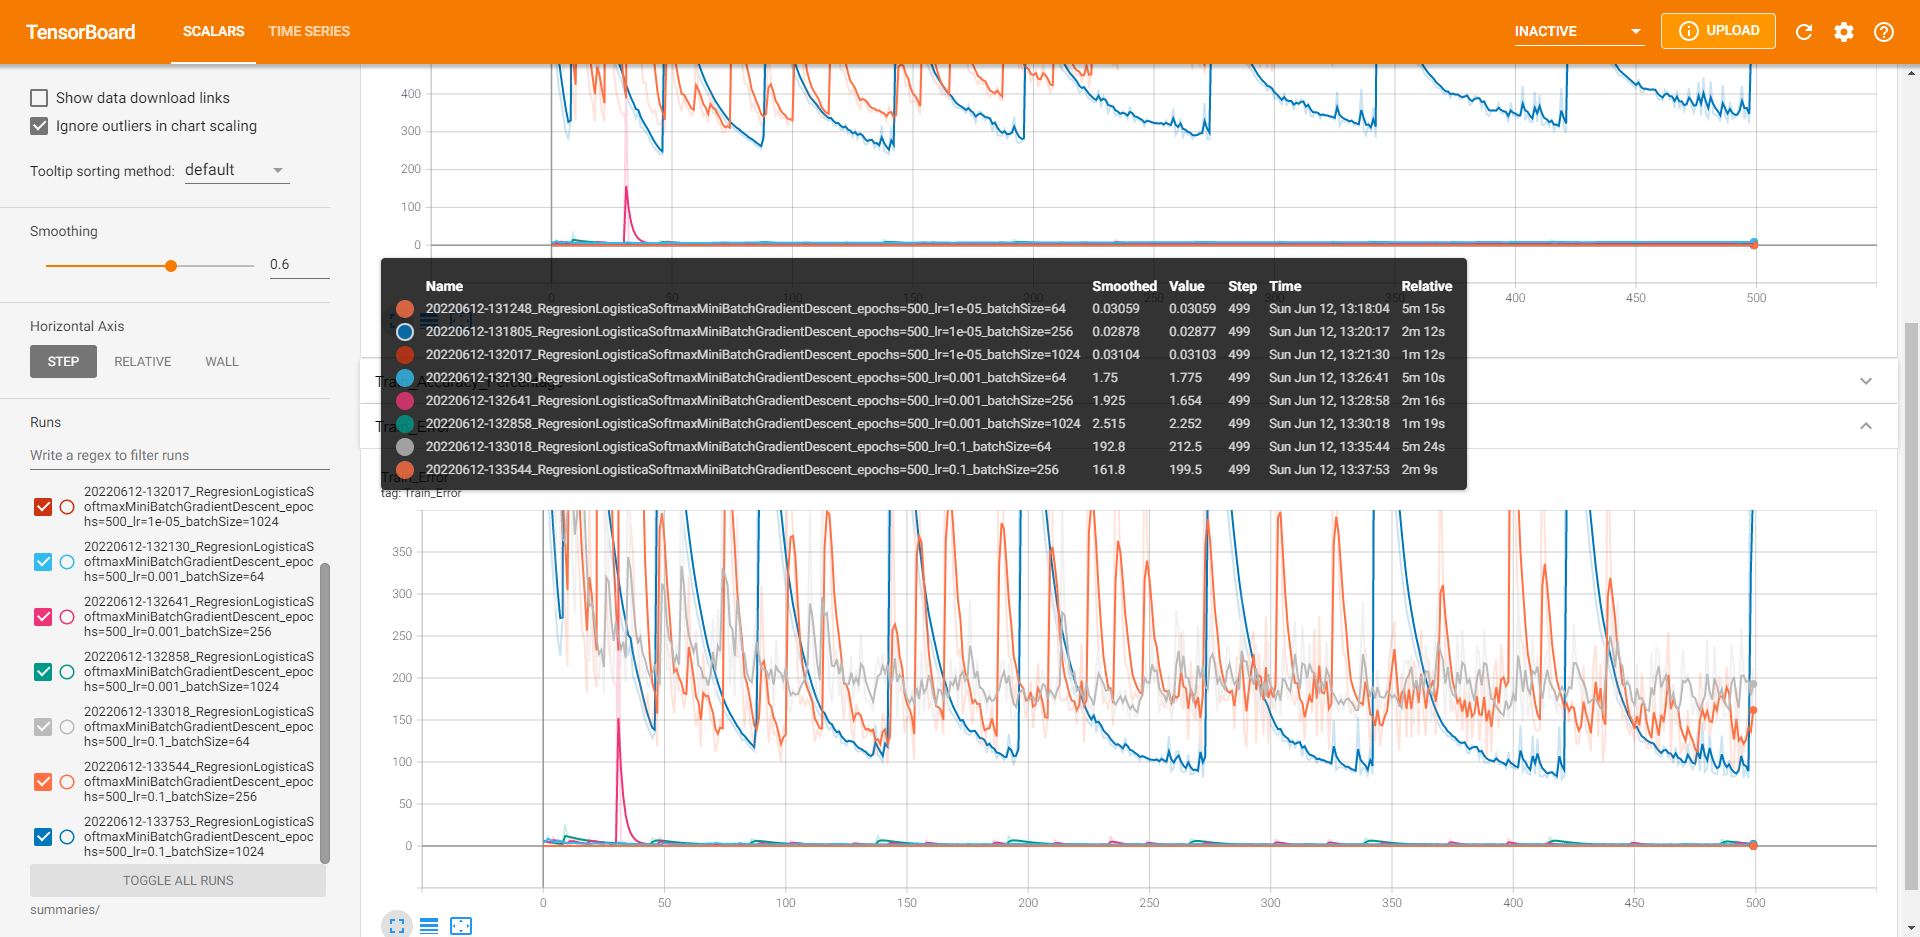 TensorBoard
SCALARS
TIME SERIES
INACTIVE
UPLOAD
Show data download links
Ignore outliers in chart scaling
Tooltip sorting method: default
Smoothing
0.6
Horizontal Axis
STEP RELATIVE WALL
Runs
Write a regex to filter runs
20220612-132017_RegresionLogisticaS
oftmaxMiniBatchGradientDescent_epoc
hs=500_lr=1e-05_batchSize=1024
20220612-132130_RegresionLogisticaS
oftmaxMiniBatchGradientDescent_epoc
hs=500_lr=0.001_batchSize=64
20220612-132641_RegresionLogisticaS
oftmaxMiniBatchGradientDescent_epoc
hs=500_lr=0.001_batchSize=256
20220612-132858_RegresionLogisticaS
oftmaxMiniBatchGradientDescent_epoc
hs=500_lr=0.001_batchSize=1024
20220612-133018_RegresionLogisticaS
oftmaxMiniBatchGradientDescent_epoc
hs=500_lr=0.1_batchSize=64
20220612-133544_RegresionLogisticaS
oftmaxMiniBatchGradientDescent_epoc
hs=500_lr=0.1_batchSize=256
20220612-133753_RegresionLogisticaS
oftmaxMiniBatchGradientDescent_epoc
hs=500_lr=0.1_batchSize=1024
TOGGLE ALL RUNS
summaries/
400
300
200
100
0
0 50 100 150 200 250 300 350 400 450 500
Name Smoothed Value Step Time Relative
20220612-131248_RegresionLogisticaSoftmaxMiniBatchGradientDescent_epochs=500_lr=1e-05_batchSize=64 0.03059 0.03059 499 Sun Jun 12, 13:18:04 5m 15s
20220612-131805_RegresionLogisticaSoftmaxMiniBatchGradientDescent_epochs=500_lr=1e-05_batchSize=256 0.02878 0.02877 499 Sun Jun 12, 13:20:17 2m 12s
20220612-132017_RegresionLogisticaSoftmaxMiniBatchGradientDescent_epochs=500_lr=1e-05_batchSize=1024 0.03104 0.03103 499 Sun Jun 12, 13:21:30 1m 12s
20220612-132130_RegresionLogisticaSoftmaxMiniBatchGradientDescent_epochs=500_lr=0.001_batchSize=64 1.75 1.775 499 Sun Jun 12, 13:26:41 5m 10s
20220612-132641_RegresionLogisticaSoftmaxMiniBatchGradientDescent_epochs=500_lr=0.001_batchSize=256 1.925 1.654 499 Sun Jun 12, 13:28:58 2m 16s
20220612-132858_RegresionLogisticaSoftmaxMiniBatchGradientDescent_epochs=500_lr=0.001_batchSize=1024 2.515 2.252 499 Sun Jun 12, 13:30:18 1m 19s
20220612-133018_RegresionLogisticaSoftmaxMiniBatchGradientDescent_epochs=500_lr=0.1_batchSize=64 192.8 212.5 499 Sun Jun 12, 13:35:44 5m 24s
20220612-133544_RegresionLogisticaSoftmaxMiniBatchGradientDescent_epochs=500_lr=0.1_batchSize=256 161.8 199.5 499 Sun Jun 12, 13:37:53 2m 9s
Train_Accuracy_Percentage
Train_Error
Train_Error
tag: Train_Error
350
300
250
200
150
100
50
0
0 50 100 150 200 250 300 350 400 450 500